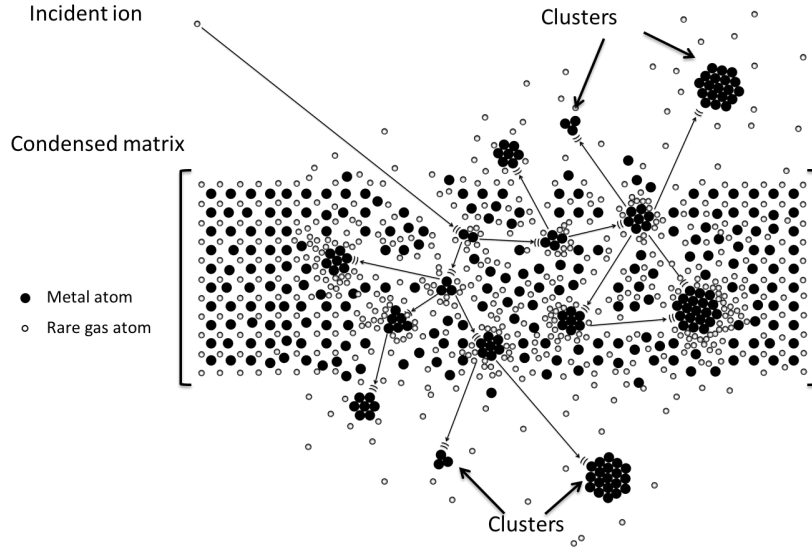 Incident ion
Clusters
Condensed matrix
Metal atom
Rare gas atom
Clusters